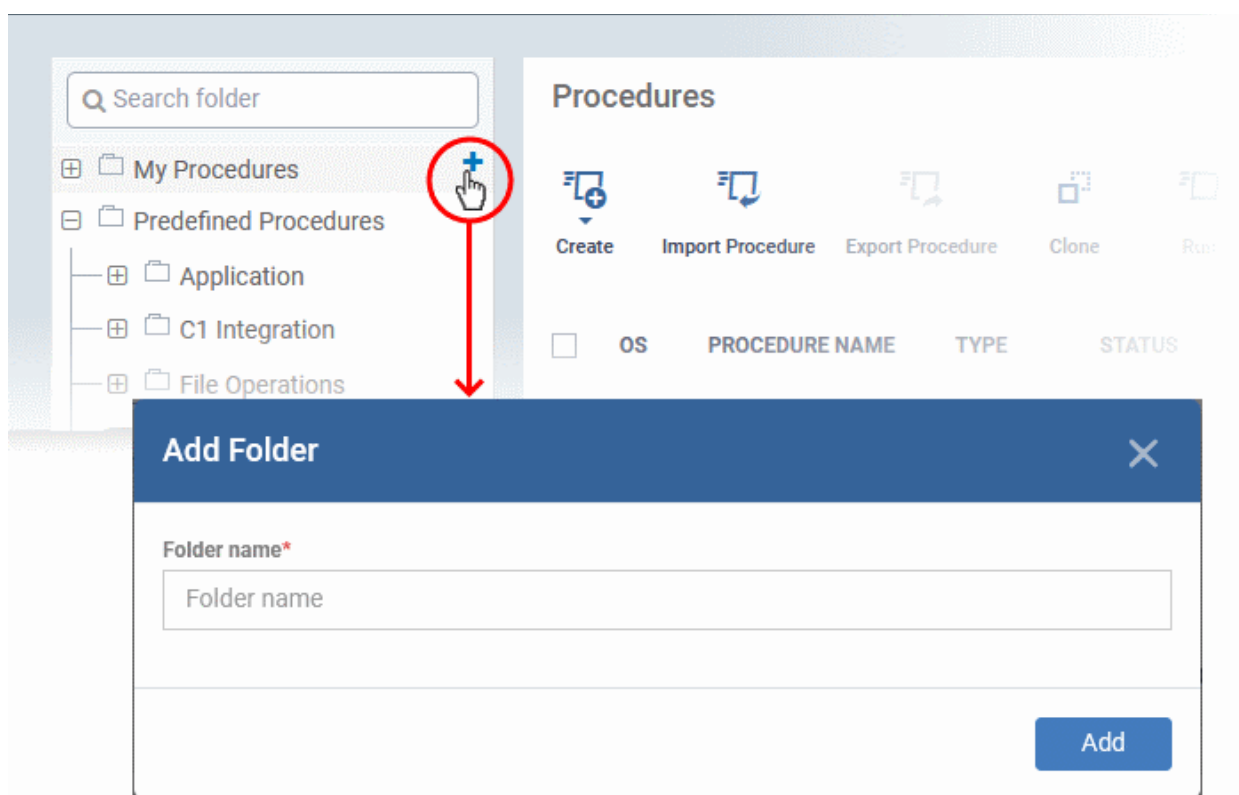 Search folder
My Procedures
Predefined Procedures
Application
C1 Integration
File Operations
Procedures
Create Import Procedure Export Procedure Clone
OS PROCEDURE NAME TYPE STATUS
Add Folder
Folder name*
Folder name
Add